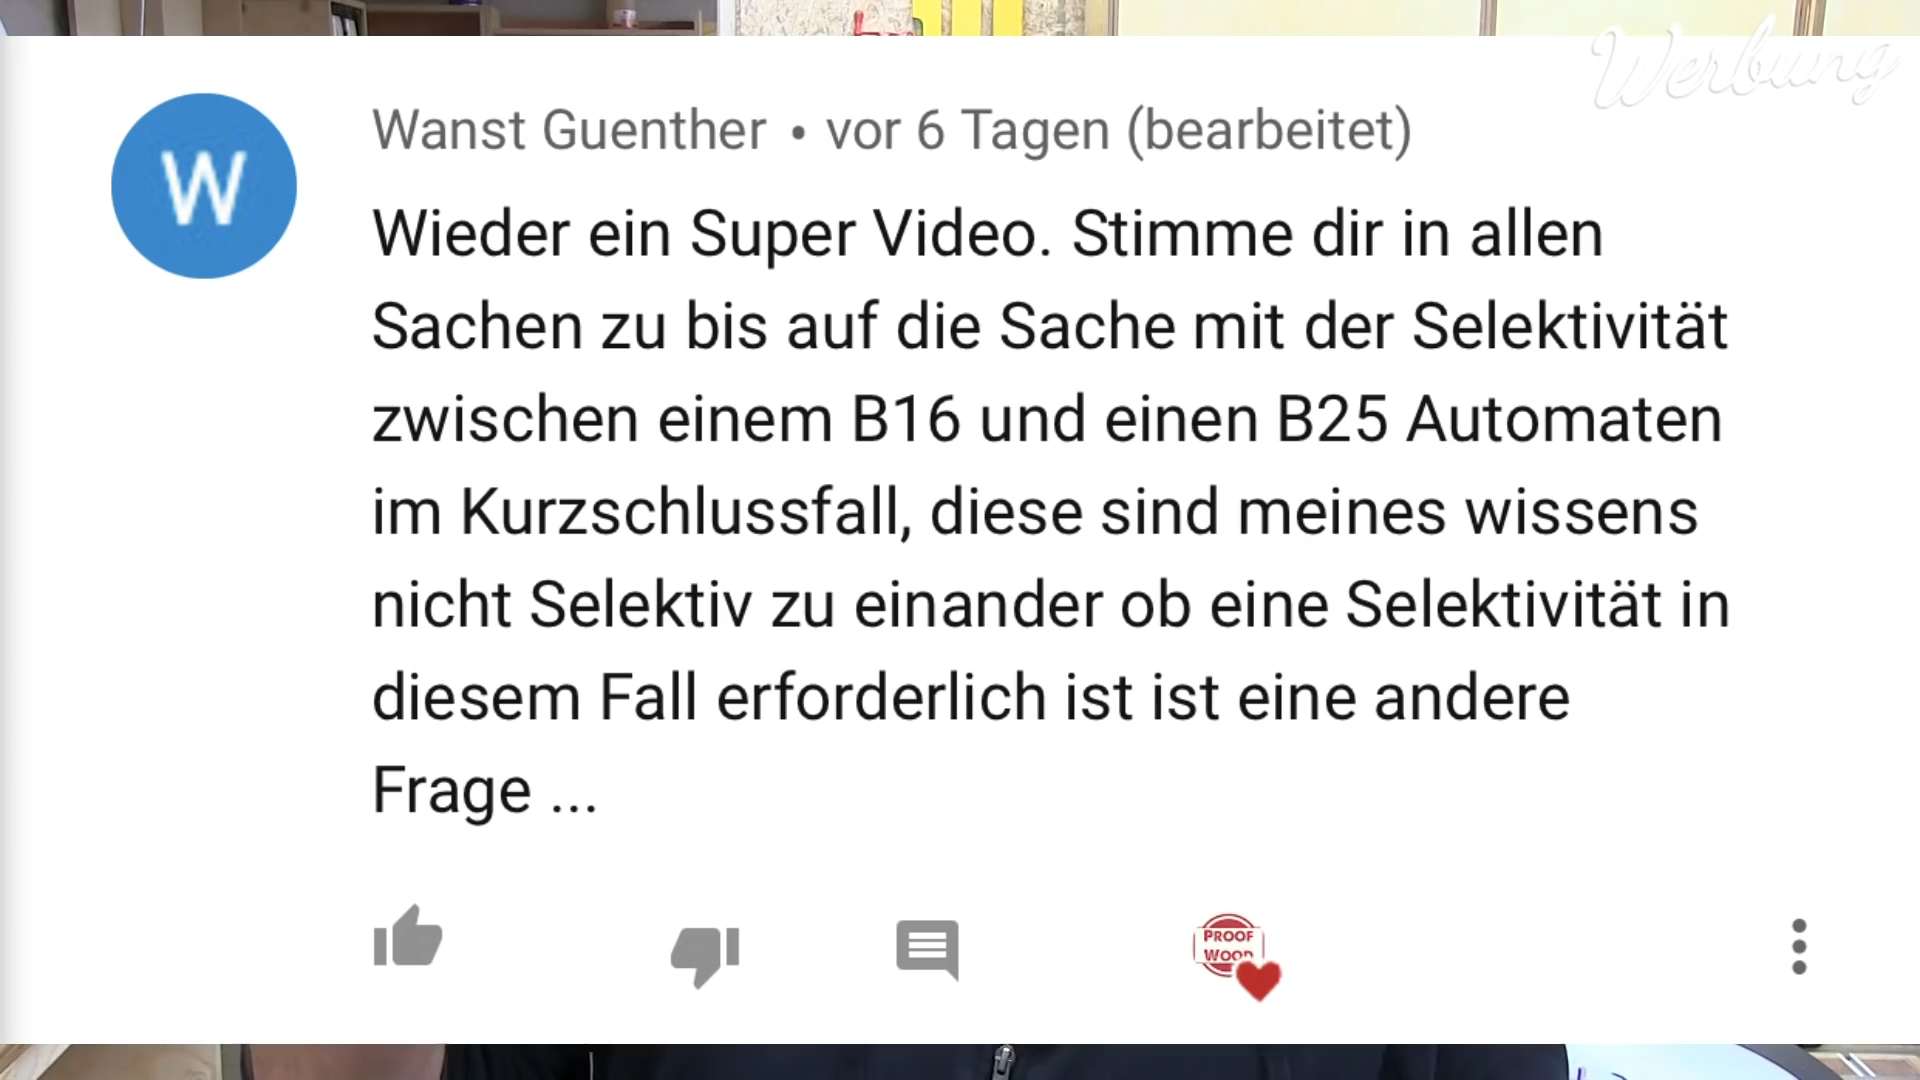 Werbung
W
Wanst Guenther • vor 6 Tagen (bearbeitet)
Wieder ein Super Video. Stimme dir in allen
Sachen zu bis auf die Sache mit der Selektivität
zwischen einem B16 und einen B25 Automaten
im Kurzschlussfall, diese sind meines wissens
nicht Selektiv zu einander ob eine Selektivität in
diesem Fall erforderlich ist ist eine andere
Frage ...
PROOF
WOOD